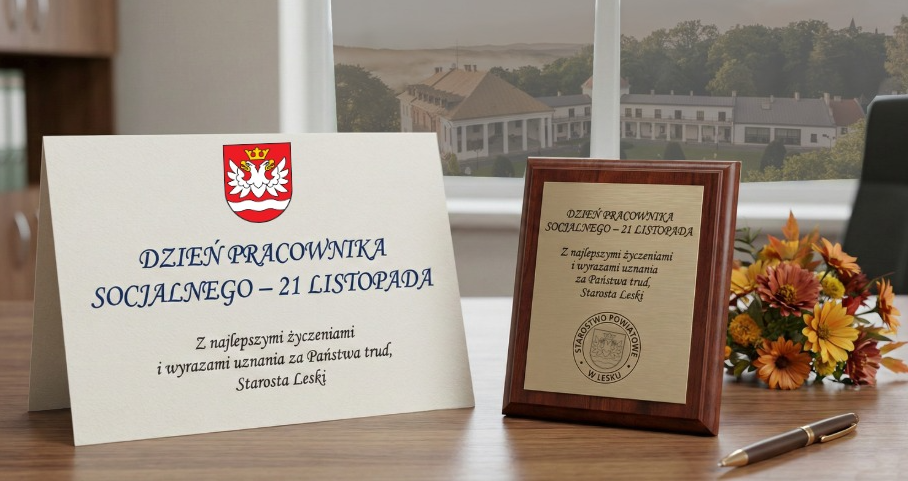 DZIEŃ PRACOWNIKA
SOCJALNEGO – 21 LISTOPADA
Z najlepszymi życzeniami
i wyrazami uznania za Państwa trud,
Starosta Leski
DZIEŃ PRACOWNIKA
SOCJALNEGO – 21 LISTOPADA
Z najlepszymi życzeniami
i wyrazami uznania
za Państwa trud,
Starosta Leski
STAROSTWO POWIATOWE
W LESKU